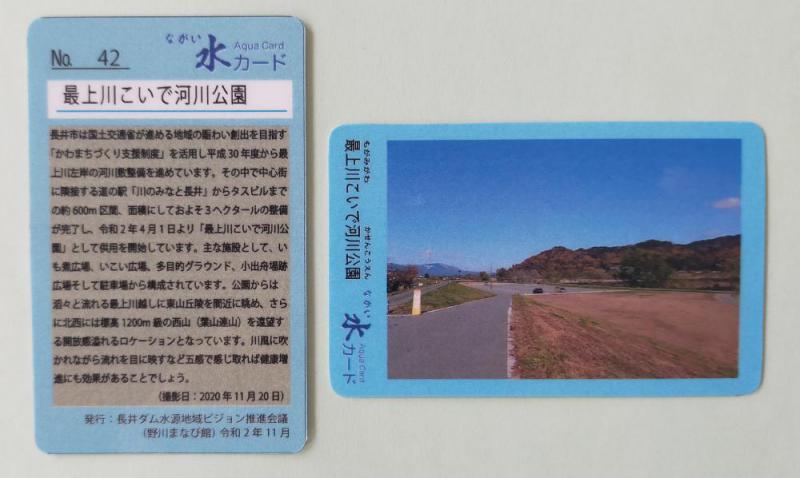 No. 42
ながい
水
Aqua Card
カード
最上川こいで河川公園
長井市は国土交通省が進める地域の賑わい創出を目指す
「かわまちづくり支援制度」を活用し平成30年度から最
上川左岸の河川敷整備を進めています。その中で中心街
に隣接する道の駅「川のみなと長井」からタスビルまで
の約600m区間、面積にしておよそ3ヘクタールの整備
が完了し、令和2年4月1日より「最上川こいで河川公
園」として供用を開始しています。主な施設として、い
も煮広場、いこい広場、多目的グラウンド、小出舟場跡
広場そして駐車場から構成されています。公園からは
滔々と流れる最上川越しに東山丘陵を間近に眺め、さら
に北西には標高1200m級の西山（葉山連山）を遠望す
る開放感溢れるロケーションとなっています。川風に吹
かれながら流れを目に映すなど五感で感じ取れば健康増
進にも効果があることでしょう。
（撮影日：2020年11月20日）
発行：長井ダム水源地域ビジョン推進会議
（野川まなび館）令和2年11月
もがみがわ
かせんこうえん
最上川こいで河川公園
ながい
水
Aqua Card
カード